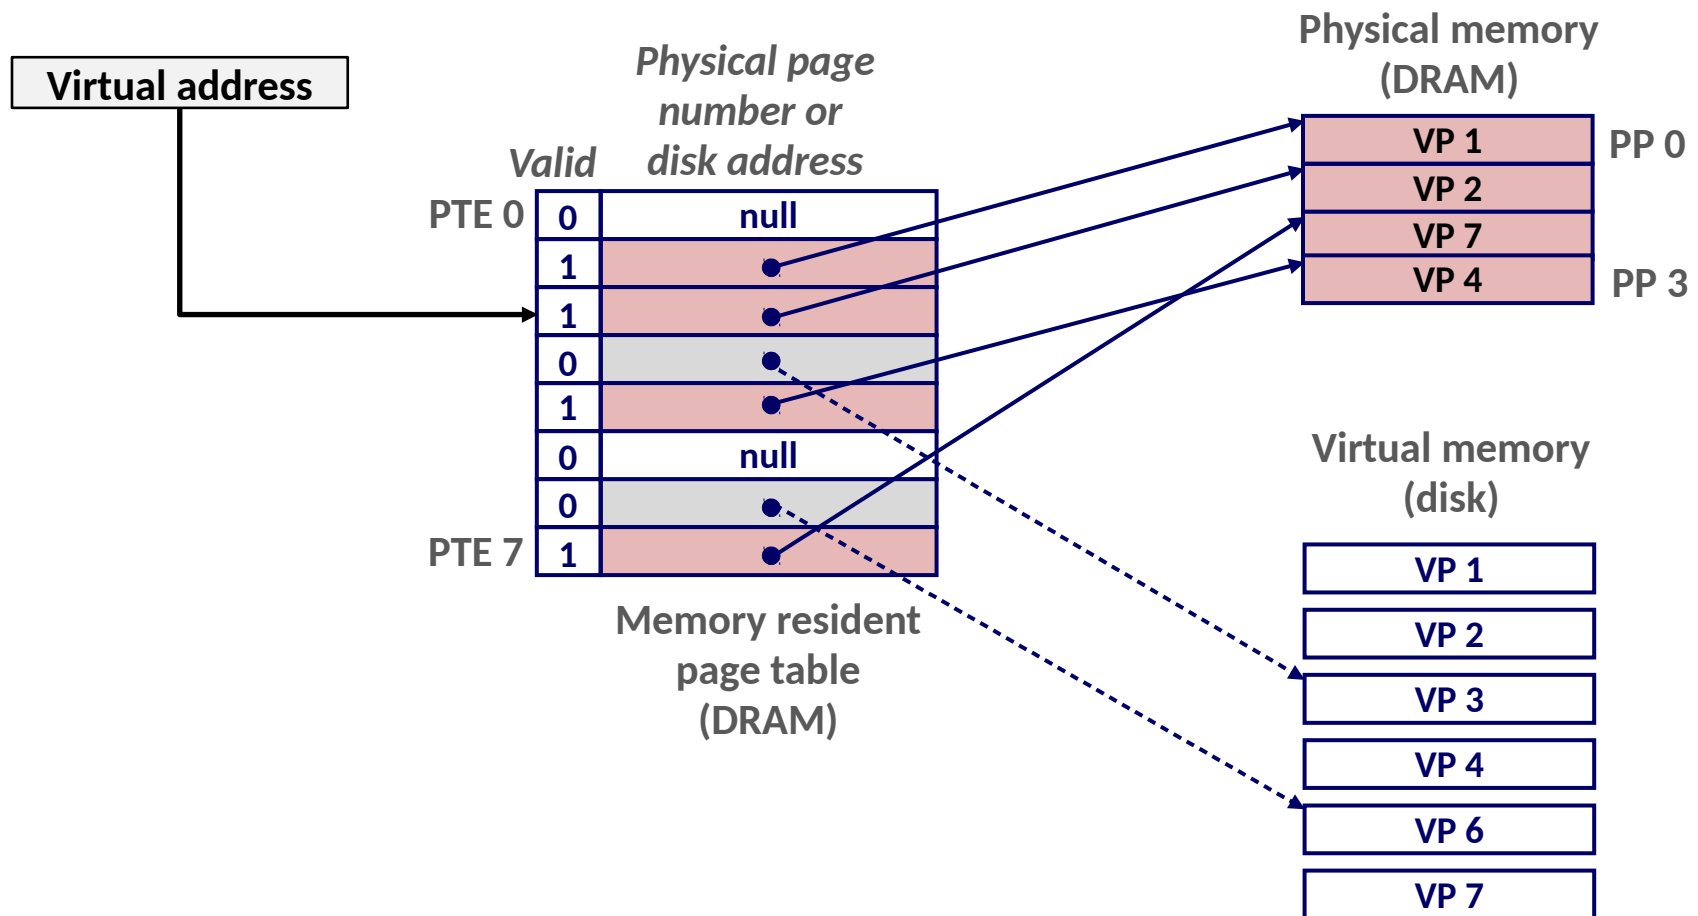 Virtual address
Physical page
number or
disk address
Valid
PTE 0
0
null
1
1
0
1
0
null
0
PTE 7
1
Memory resident
page table
(DRAM)
Physical memory
(DRAM)
VP 1
PP 0
VP 2
VP 7
VP 4
PP 3
Virtual memory
(disk)
VP 1
VP 2
VP 3
VP 4
VP 6
VP 7